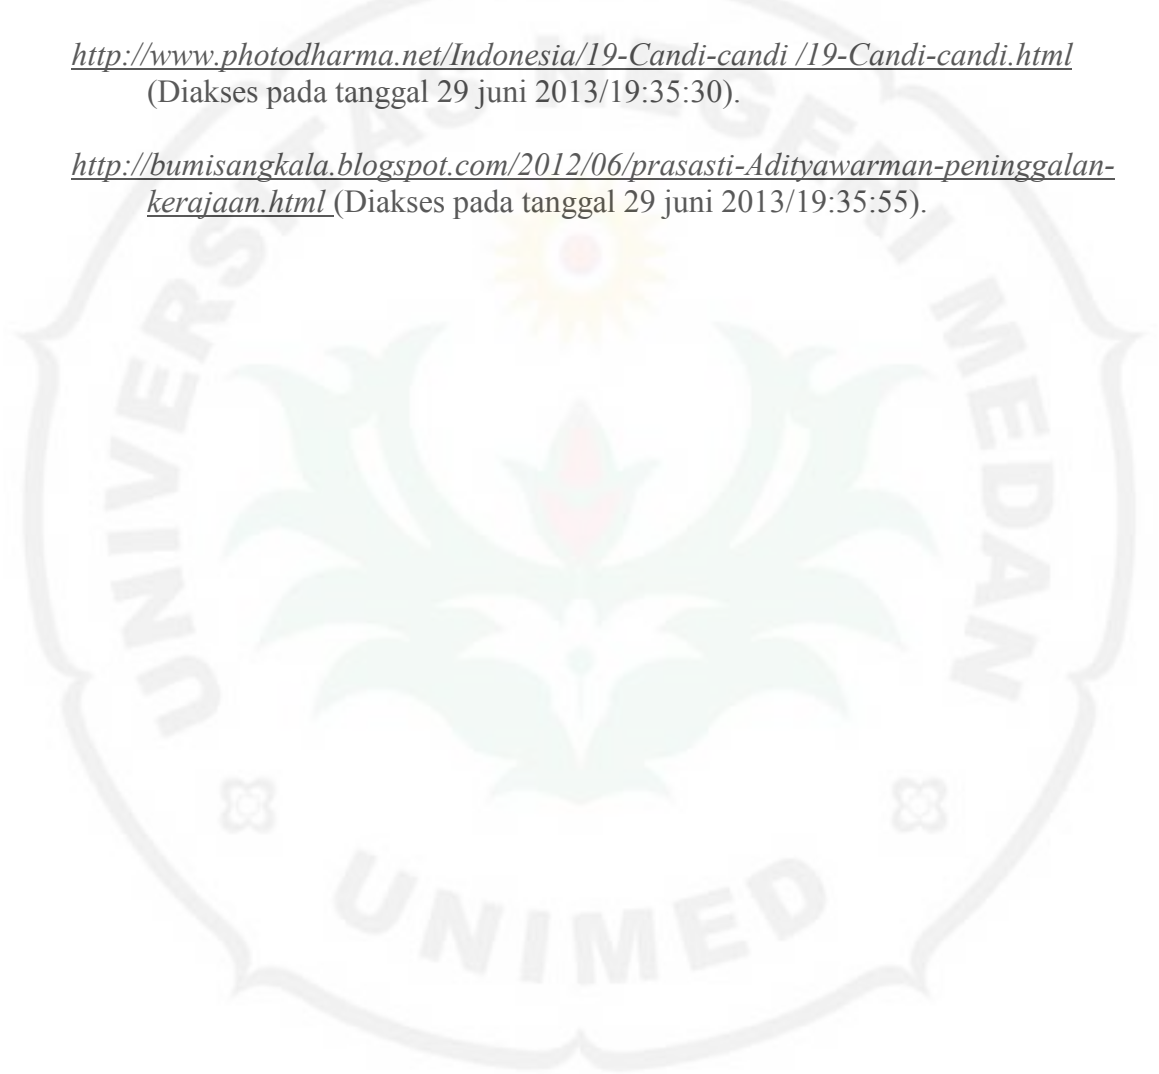 http://www.photodharma.net/Indonesia/19-Candi-candi /19-Candi-candi.html
(Diakses pada tanggal 29 juni 2013/19:35:30).
http://bumisangkala.blogspot.com/2012/06/prasasti-Adityawarman-peninggalan-
kerajaan.html (Diakses pada tanggal 29 juni 2013/19:35:55).
UNIVERSITAS NEGERI MEDAN
UNIMED